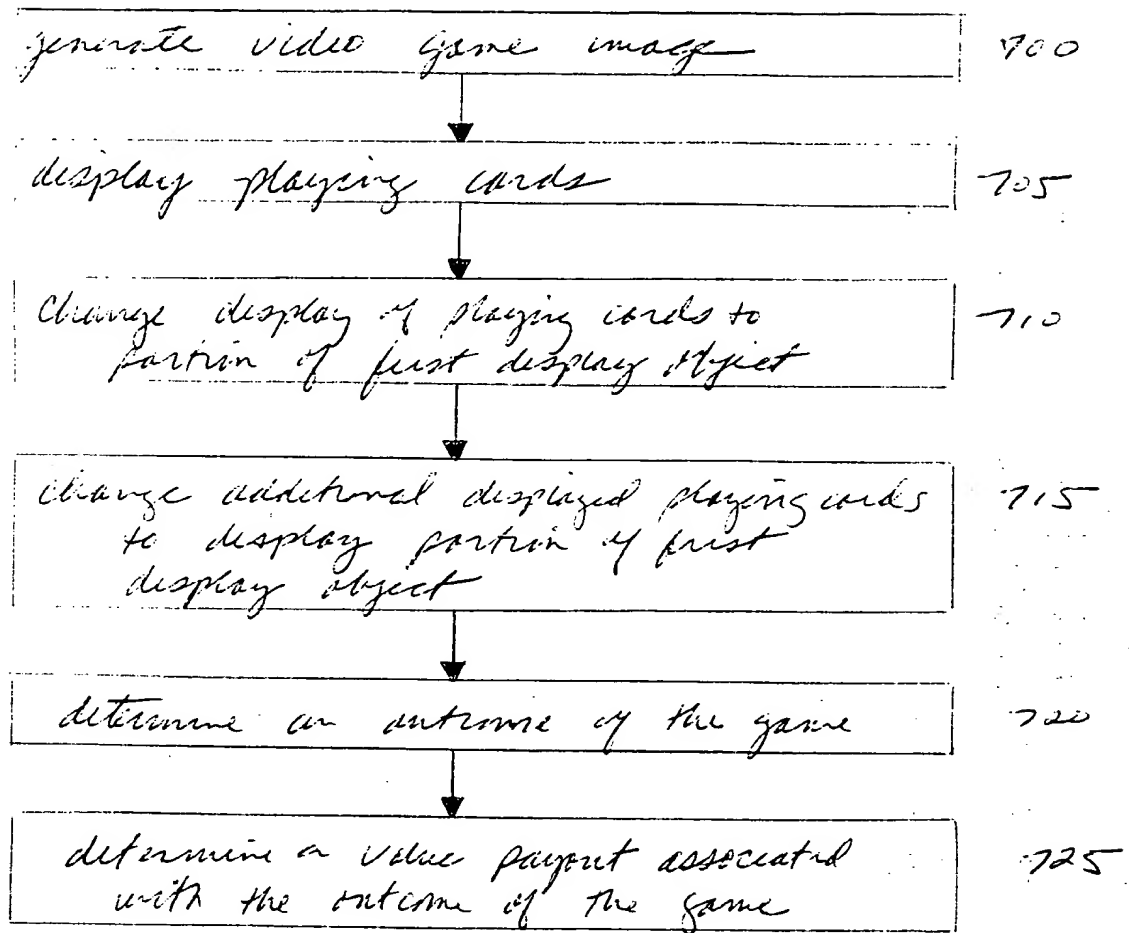 generate video game image 700
display playing cards 705
change display of playing cards to 710
portion of first display object
change additional displayed playing cards 715
to display portion of first
display object
determine an outcome of the game 720
determine a value payout associated 725
with the outcome of the game